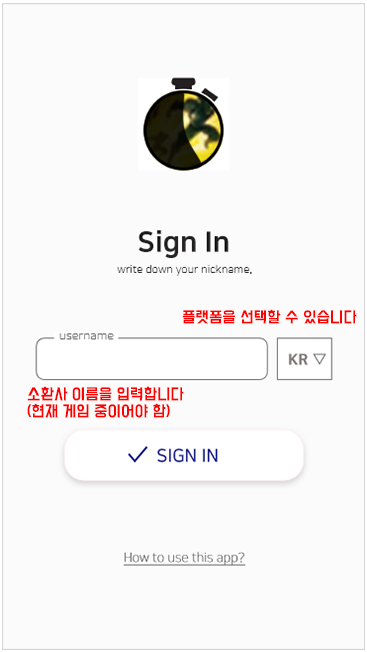 Sign In
write down your nickname.
플랫폼을 선택할 수 있습니다
username
KR
소환사 이름을 입력합니다
(현재 게임 중이어야 함)
SIGN IN
How to use this app?